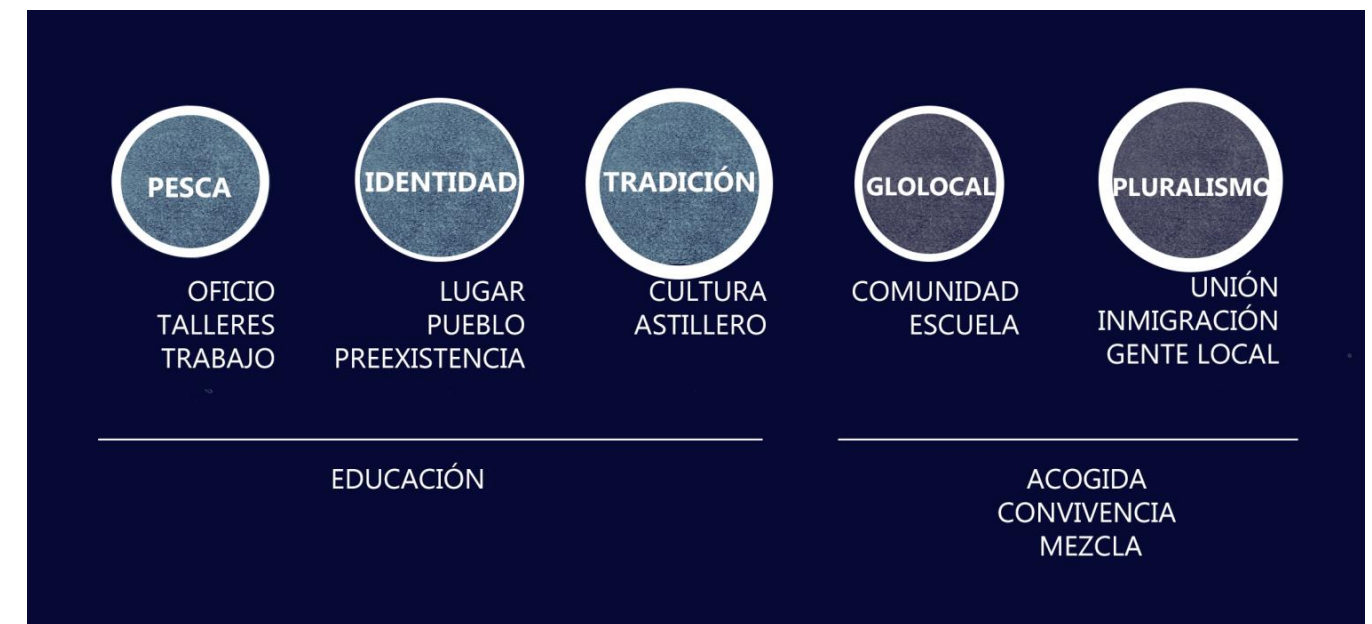 PESCA
IDENTIDAD
TRADICIÓN
GLOLOCAL
PLURALISMO
OFICIO
TALLERES
TRABAJO
LUGAR
PUEBLO
PREEXISTENCIA
CULTURA
ASTILLERO
COMUNIDAD
ESCUELA
UNIÓN
INMIGRACIÓN
GENTE LOCAL
EDUCACIÓN
ACOGIDA
CONVIVENCIA
MEZCLA